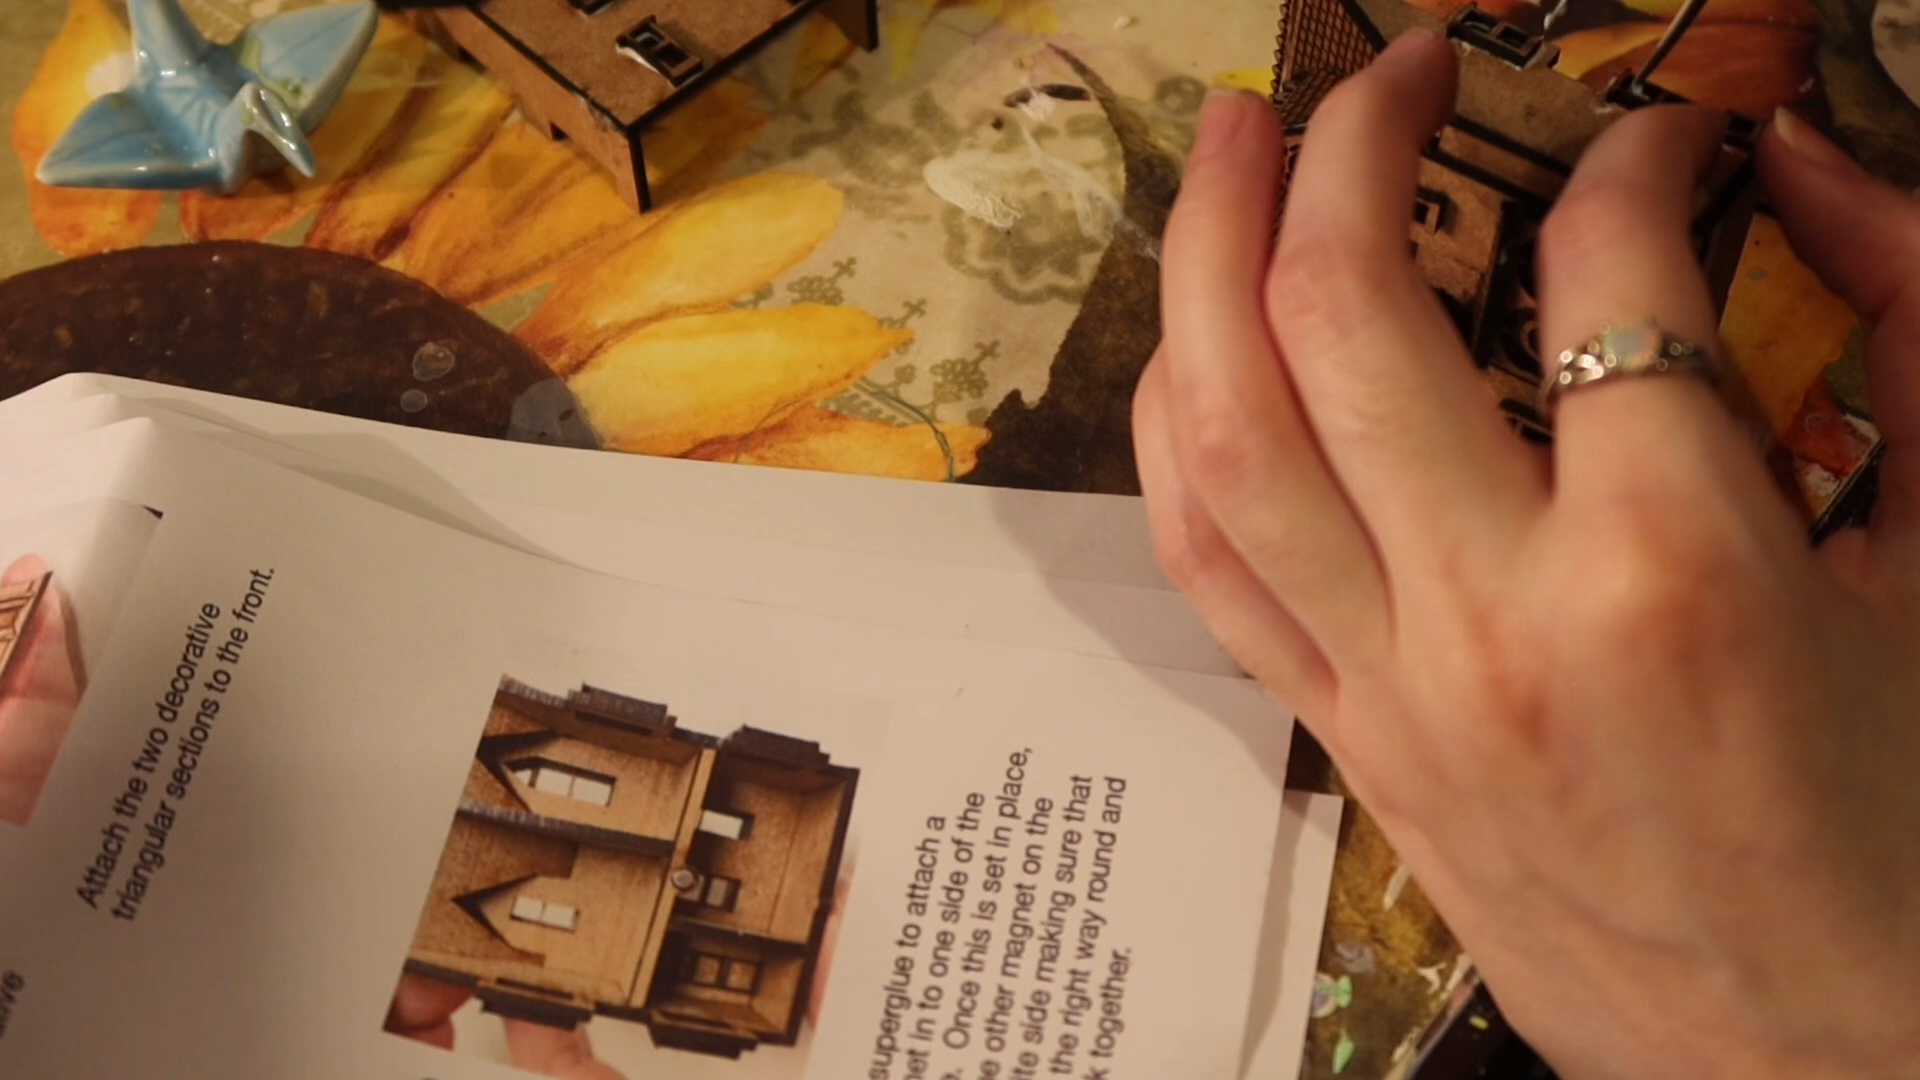 Attach the two decorative
triangular sections to the front.
superglue to attach a
in to one side of the
Once this is set in place,
other magnet on the
side making sure that
the right way round and
together.